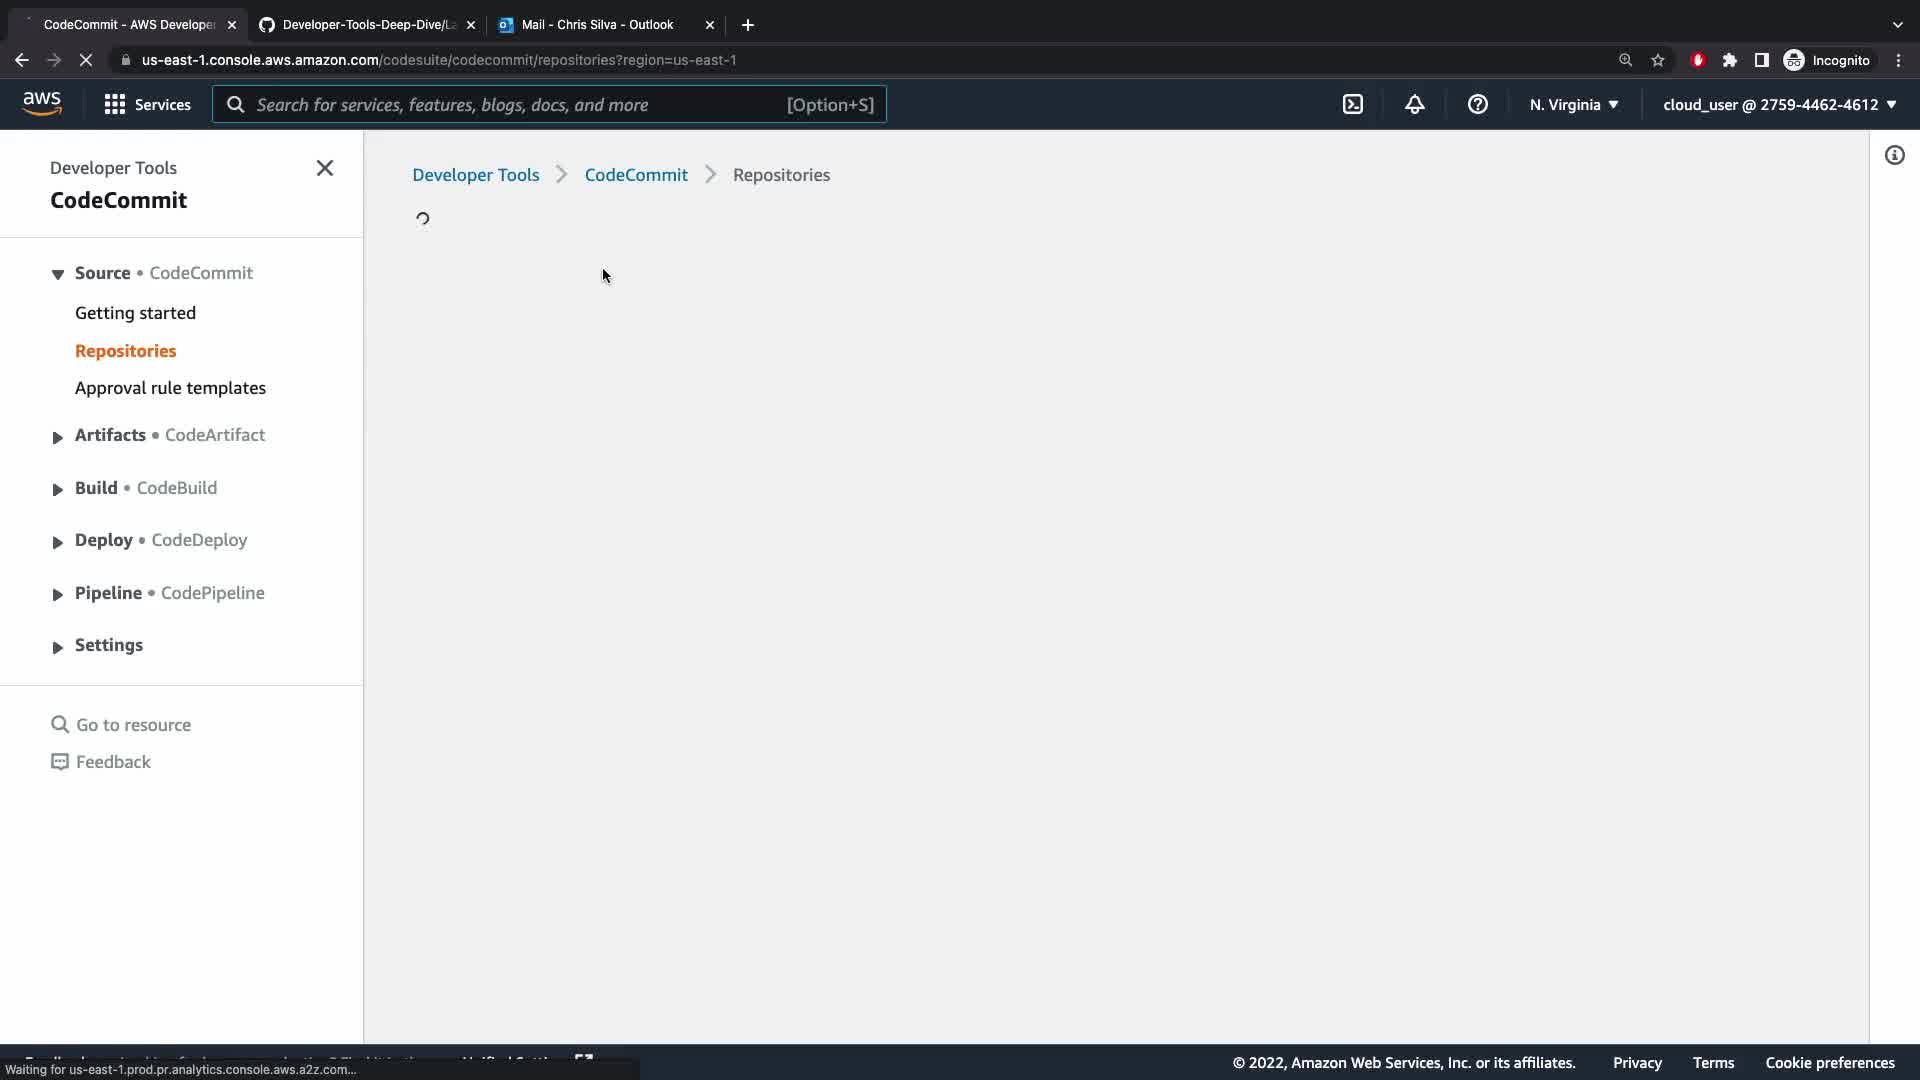 CodeCommit - AWS Develope
Developer-Tools-Deep-Dive/La
Mail - Chris Silva - Outlook
us-east-1.console.aws.amazon.com/codesuite/codecommit/repositories?region=us-east-1
Incognito
aws
Services
Search for services, features, blogs, docs, and more
[Option+S]
N. Virginia
cloud_user @ 2759-4462-4612
Developer Tools
CodeCommit
Developer Tools
CodeCommit
Repositories
Source • CodeCommit
Getting started
Repositories
Approval rule templates
Artifacts • CodeArtifact
Build • CodeBuild
Deploy • CodeDeploy
Pipeline • CodePipeline
Settings
Go to resource
Feedback
© 2022, Amazon Web Services, Inc. or its affiliates.
Privacy
Terms
Cookie preferences
Waiting for us-east-1.prod.pr.analytics.console.aws.a2z.com...